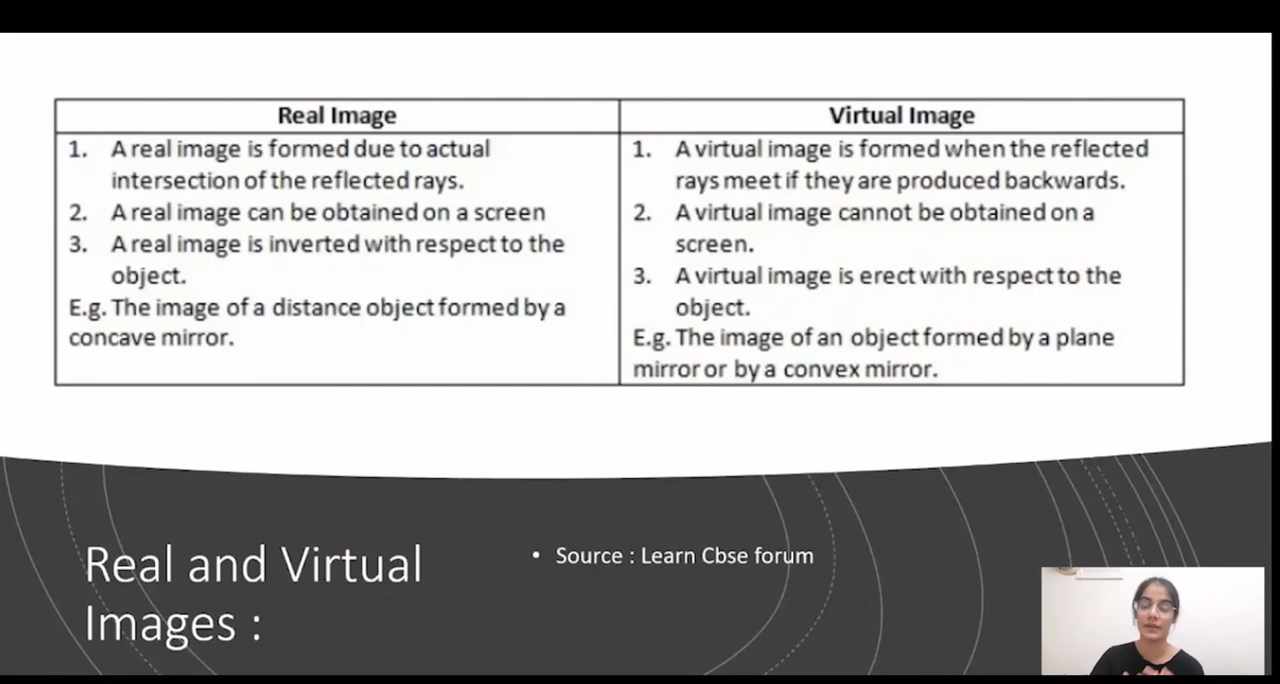 Real Image
1. A real image is formed due to actual
intersection of the reflected rays.
2. A real image can be obtained on a screen
3. A real image is inverted with respect to the
object.
E.g. The image of a distance object formed by a
concave mirror.
Virtual Image
1. A virtual image is formed when the reflected
rays meet if they are produced backwards.
2. A virtual image cannot be obtained on a
screen.
3. A virtual image is erect with respect to the
object.
E.g. The image of an object formed by a plane
mirror or by a convex mirror.
Real and Virtual
Images :
• Source : Learn Cbse forum